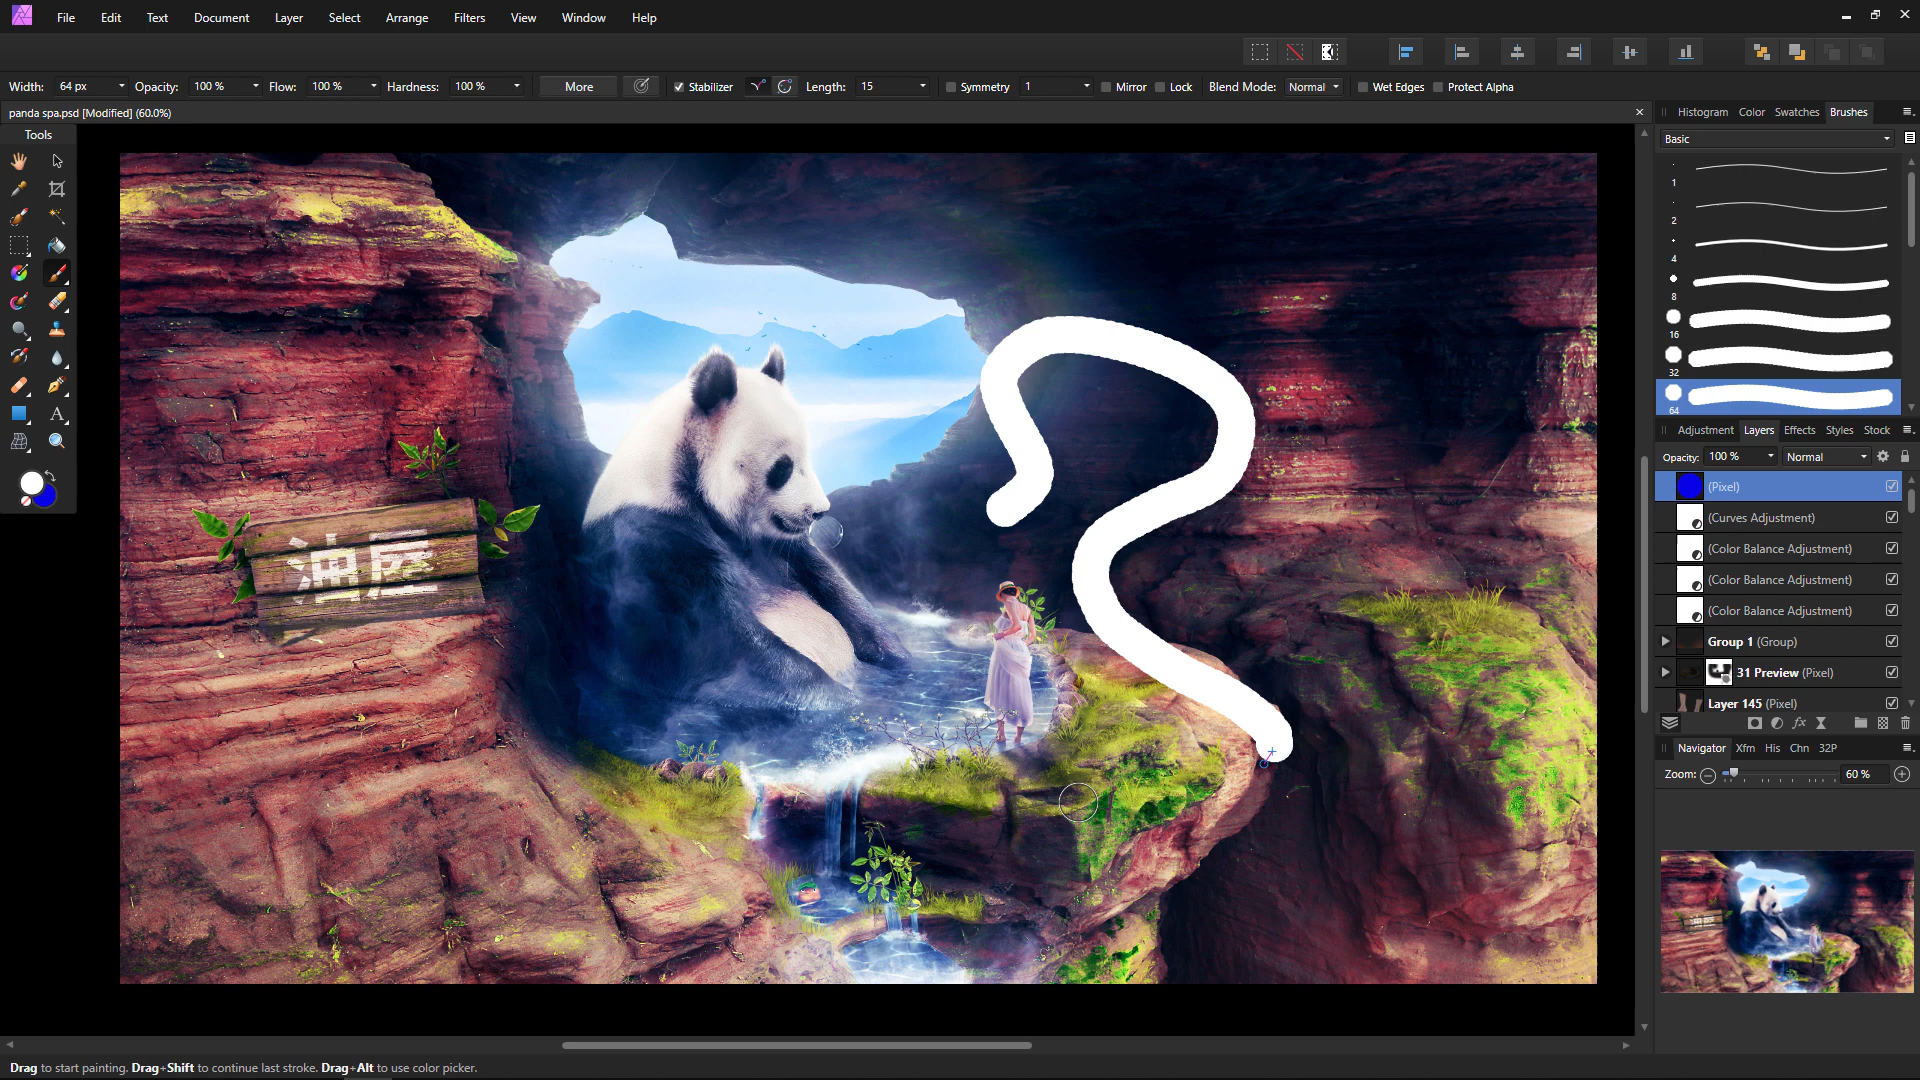 File Edit Text Document Layer Select Arrange Filters View Window Help
Width: 64 px Opacity: 100 % Flow: 100 % Hardness: 100 % More Stabilizer Length: 15 Symmetry 1 Mirror Lock Blend Mode: Normal Wet Edges Protect Alpha
panda spa.psd [Modified] (60.0%)
Tools
油屋
Histogram Color Swatches Brushes
Basic
1
2
4
8
16
32
64
Adjustment Layers Effects Styles Stock
Opacity: 100 % Normal
(Pixel)
(Curves Adjustment)
(Color Balance Adjustment)
(Color Balance Adjustment)
(Color Balance Adjustment)
Group 1 (Group)
31 Preview (Pixel)
Layer 145 (Pixel)
Navigator Xfm His Chn 32P
Zoom: 60 %
Drag to start painting. Drag+Shift to continue last stroke. Drag+Alt to use color picker.